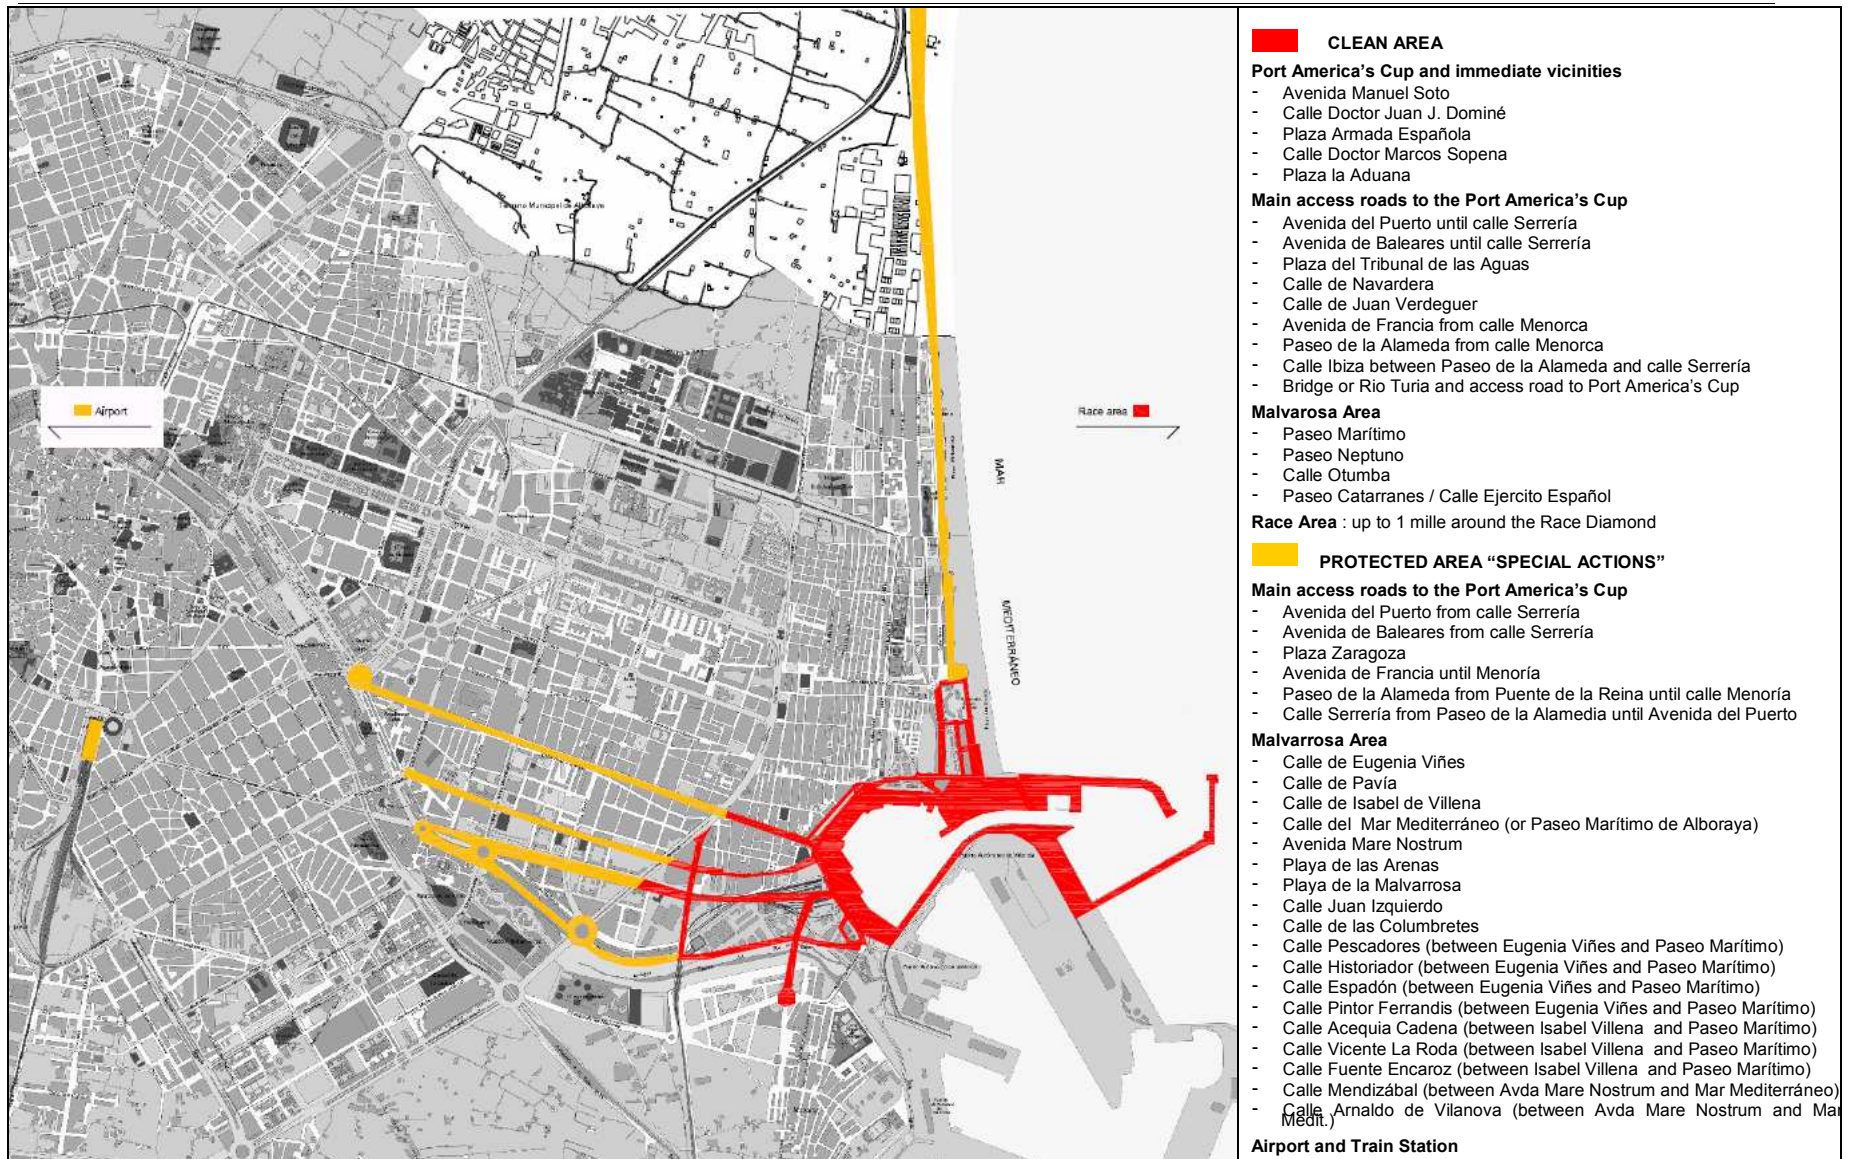 Airport
Race area
MAR
MEDITERRÁNEO
CLEAN AREA
Port America's Cup and immediate vicinities
- Avenida Manuel Soto
- Calle Doctor Juan J. Dominé
- Plaza Armada Española
- Calle Doctor Marcos Sopena
- Plaza la Aduana
Main access roads to the Port America's Cup
- Avenida del Puerto until calle Serrería
- Avenida de Baleares until calle Serrería
- Plaza del Tribunal de las Aguas
- Calle de Navardera
- Calle de Juan Verdeguer
- Avenida de Francia from calle Menorca
- Paseo de la Alameda from calle Menorca
- Calle Ibiza between Paseo de la Alameda and calle Serrería
- Bridge or Rio Turia and access road to Port America's Cup
Malvarosa Area
- Paseo Marítimo
- Paseo Neptuno
- Calle Otumba
- Paseo Catarranes / Calle Ejercito Español
Race Area : up to 1 mille around the Race Diamond
PROTECTED AREA “SPECIAL ACTIONS”
Main access roads to the Port America's Cup
- Avenida del Puerto from calle Serrería
- Avenida de Baleares from calle Serrería
- Plaza Zaragoza
- Avenida de Francia until Menoría
- Paseo de la Alameda from Puente de la Reina until calle Menoría
- Calle Serrería from Paseo de la Alamedia until Avenida del Puerto
Malvarrosa Area
- Calle de Eugenia Viñes
- Calle de Pavía
- Calle de Isabel de Villena
- Calle del Mar Mediterráneo (or Paseo Marítimo de Alboraya)
- Avenida Mare Nostrum
- Playa de las Arenas
- Playa de la Malvarrosa
- Calle Juan Izquierdo
- Calle de las Columbretes
- Calle Pescadores (between Eugenia Viñes and Paseo Marítimo)
- Calle Historiador (between Eugenia Viñes and Paseo Marítimo)
- Calle Espadón (between Eugenia Viñes and Paseo Marítimo)
- Calle Pintor Ferrandis (between Eugenia Viñes and Paseo Marítimo)
- Calle Acequia Cadena (between Isabel Villena and Paseo Marítimo)
- Calle Vicente La Roda (between Isabel Villena and Paseo Marítimo)
- Calle Fuente Encaroz (between Isabel Villena and Paseo Marítimo)
- Calle Mendizábal (between Avda Mare Nostrum and Mar Mediterráneo)
- Calle Arnaldo de Vilanova (between Avda Mare Nostrum and Mar
Medit.)
Airport and Train Station